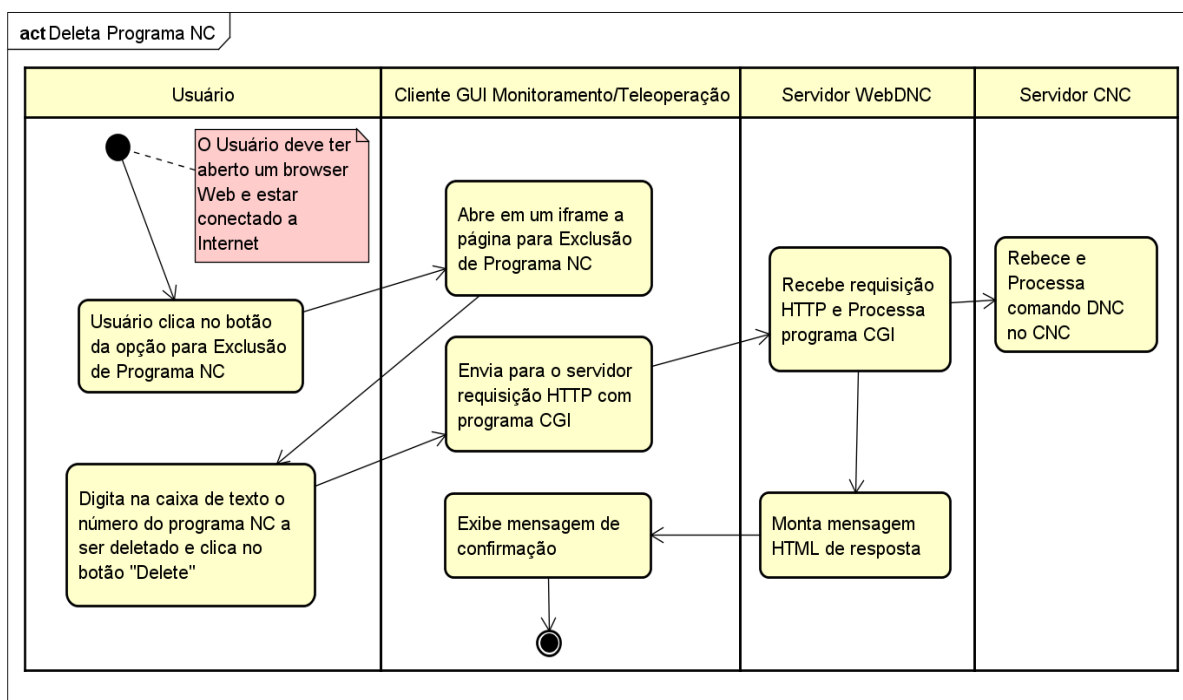 act Deleta Programa NC
Usuário
Cliente GUI Monitoramento/Teleoperação
Servidor WebDNC
Servidor CNC
O Usuário deve ter
aberto um browser
Web e estar
conectado a
Internet
Usuário clica no botão
da opção para Exclusão
de Programa NC
Abre em um iframe a
página para Exclusão
de Programa NC
Digita na caixa de texto o
número do programa NC a
ser deletado e clica no
botão "Delete"
Envia para o servidor
requisição HTTP com
programa CGI
Recebe requisição
HTTP e Processa
programa CGI
Rebece e
Processa
comando DNC
no CNC
Monta mensagem
HTML de resposta
Exibe mensagem de
confirmação